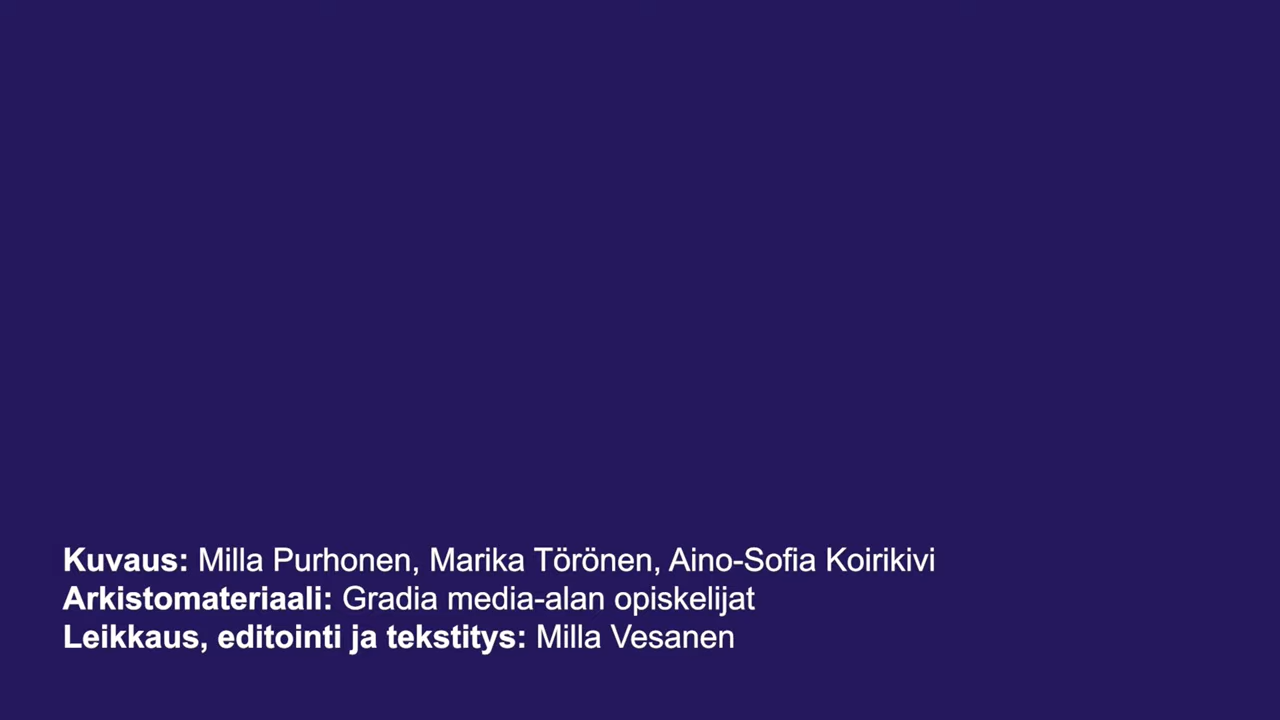 Kuvaus: Milla Purhonen, Marika Törönen, Aino-Sofia Koirikivi
Arkistomateriaali: Gradia media-alan opiskelijat
Leikkaus, editointi ja tekstitys: Milla Vesanen